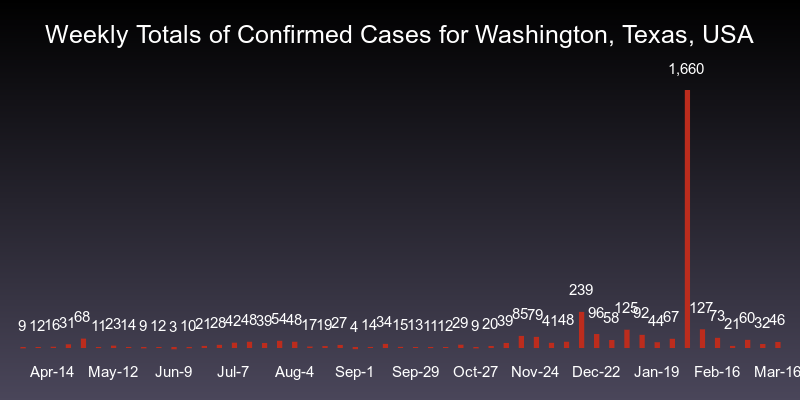 Weekly Totals of Confirmed Cases for Washington, Texas, USA
1,660
239
9 12 16 31 68 11 23 14 9 12 3 10 21 28 42 48 39 54 48 17 19 27 4 14 34 15 13 11 12 29 9 20 39 85 79 41 48 96 58 125 92 44 67 127 73 21 60 32 46
Apr-14 May-12 Jun-9 Jul-7 Aug-4 Sep-1 Sep-29 Oct-27 Nov-24 Dec-22 Jan-19 Feb-16 Mar-16